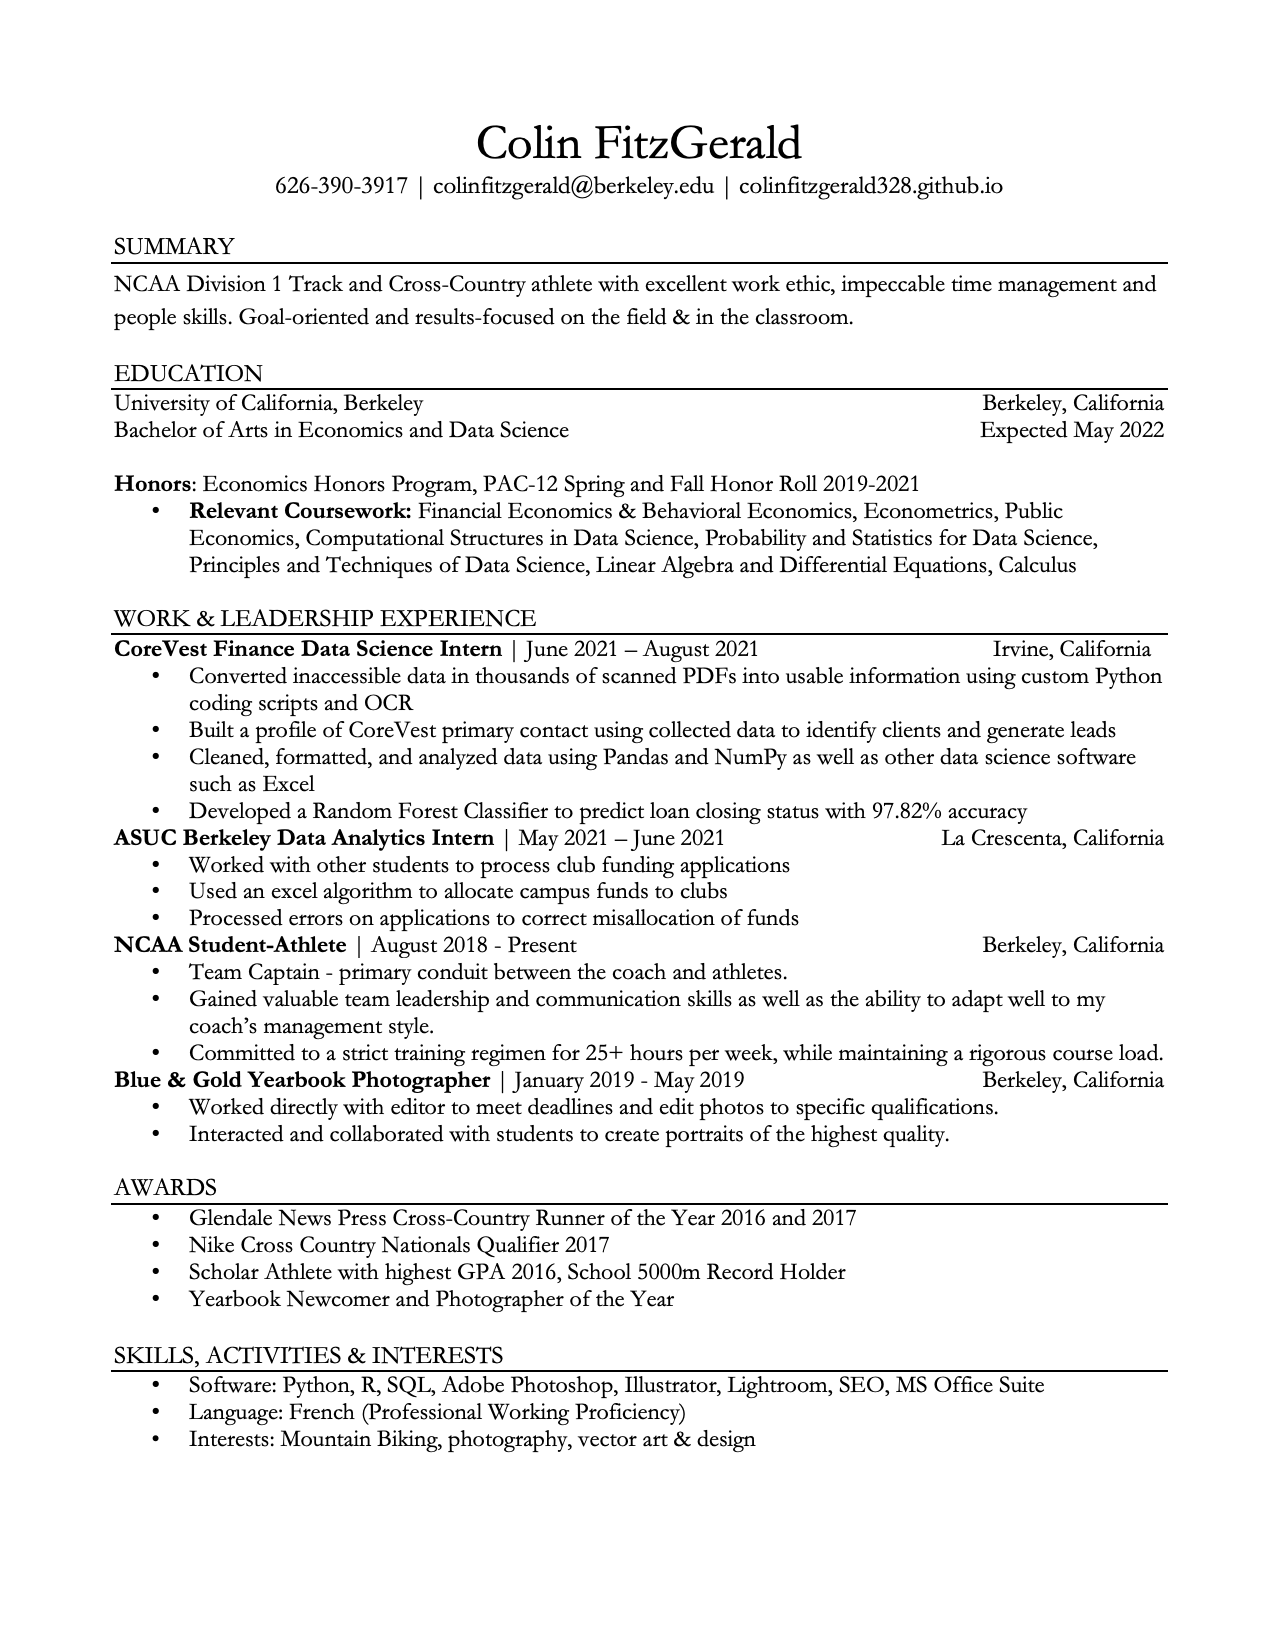 Colin FitzGerald
626-390-3917 | colinfitzgerald@berkeley.edu | colinfitzgerald328.github.io
SUMMARY
NCAA Division 1 Track and Cross-Country athlete with excellent work ethic, impeccable time management and
people skills. Goal-oriented and results-focused on the field & in the classroom.
EDUCATION
University of California, Berkeley Berkeley, California
Bachelor of Arts in Economics and Data Science Expected May 2022
Honors: Economics Honors Program, PAC-12 Spring and Fall Honor Roll 2019-2021
• Relevant Coursework: Financial Economics & Behavioral Economics, Econometrics, Public
Economics, Computational Structures in Data Science, Probability and Statistics for Data Science,
Principles and Techniques of Data Science, Linear Algebra and Differential Equations, Calculus
WORK & LEADERSHIP EXPERIENCE
CoreVest Finance Data Science Intern | June 2021 – August 2021 Irvine, California
• Converted inaccessible data in thousands of scanned PDFs into usable information using custom Python
coding scripts and OCR
• Built a profile of CoreVest primary contact using collected data to identify clients and generate leads
• Cleaned, formatted, and analyzed data using Pandas and NumPy as well as other data science software
such as Excel
• Developed a Random Forest Classifier to predict loan closing status with 97.82% accuracy
ASUC Berkeley Data Analytics Intern | May 2021 – June 2021 La Crescenta, California
• Worked with other students to process club funding applications
• Used an excel algorithm to allocate campus funds to clubs
• Processed errors on applications to correct misallocation of funds
NCAA Student-Athlete | August 2018 - Present Berkeley, California
• Team Captain - primary conduit between the coach and athletes.
• Gained valuable team leadership and communication skills as well as the ability to adapt well to my
coach’s management style.
• Committed to a strict training regimen for 25+ hours per week, while maintaining a rigorous course load.
Blue & Gold Yearbook Photographer | January 2019 - May 2019 Berkeley, California
• Worked directly with editor to meet deadlines and edit photos to specific qualifications.
• Interacted and collaborated with students to create portraits of the highest quality.
AWARDS
• Glendale News Press Cross-Country Runner of the Year 2016 and 2017
• Nike Cross Country Nationals Qualifier 2017
• Scholar Athlete with highest GPA 2016, School 5000m Record Holder
• Yearbook Newcomer and Photographer of the Year
SKILLS, ACTIVITIES & INTERESTS
• Software: Python, R, SQL, Adobe Photoshop, Illustrator, Lightroom, SEO, MS Office Suite
• Language: French (Professional Working Proficiency)
• Interests: Mountain Biking, photography, vector art & design